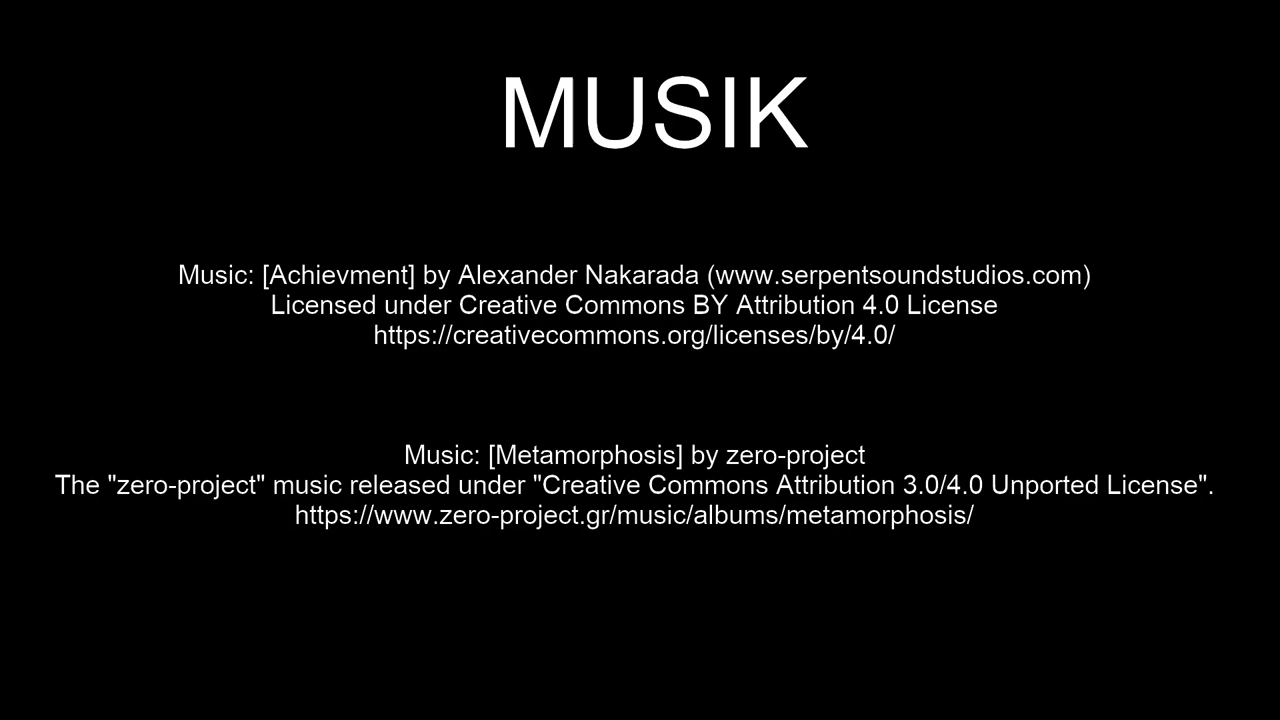 MUSIK
Music: [Achievment] by Alexander Nakarada (www.serpentsoundstudios.com)
Licensed under Creative Commons BY Attribution 4.0 License
https://creativecommons.org/licenses/by/4.0/
Music: [Metamorphosis] by zero-project
The "zero-project" music released under "Creative Commons Attribution 3.0/4.0 Unported License".
https://www.zero-project.gr/music/albums/metamorphosis/